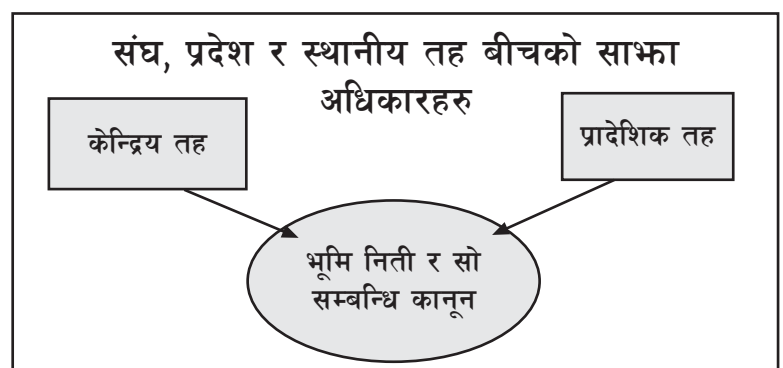 संघ, प्रदेश र स्थानीय तह बीचको साझा
अधिकारहरु
केन्द्रिय तह
प्रादेशिक तह
भूमि निती र सो
सम्बन्धि कानून